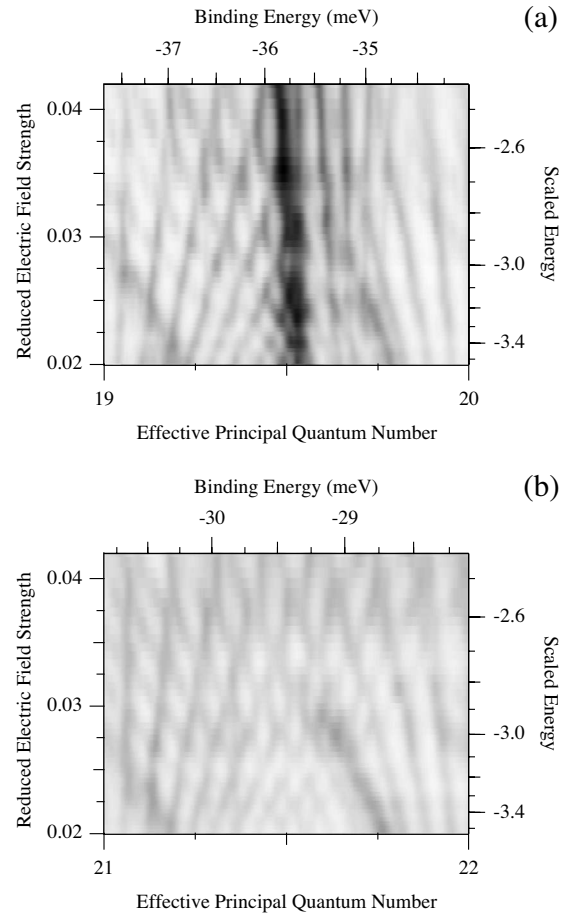 Binding Energy (meV)
(a)
-37 -36 -35
0.04
0.03
0.02
Reduced Electric Field Strength
-2.6
-3.0
-3.4
Scaled Energy
19 20
Effective Principal Quantum Number
Binding Energy (meV)
(b)
-30 -29
0.04
0.03
0.02
Reduced Electric Field Strength
-2.6
-3.0
-3.4
Scaled Energy
21 22
Effective Principal Quantum Number